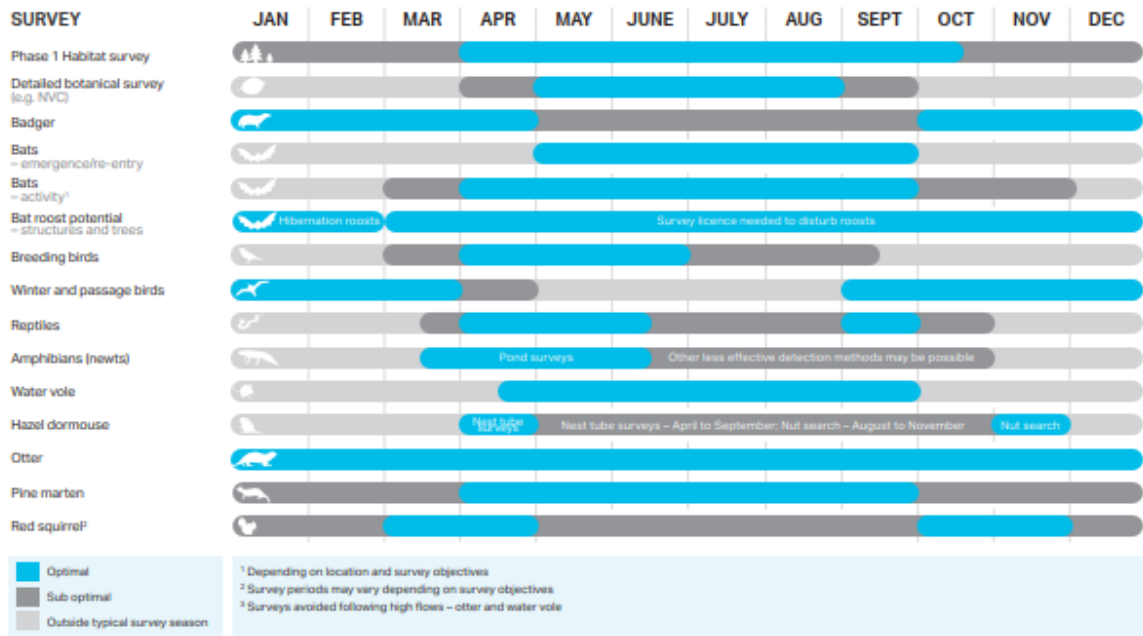 SURVEY JAN FEB MAR APR MAY JUNE JULY AUG SEPT OCT NOV DEC
Phase 1 Habitat survey
Detailed botanical survey
(e.g. NVC)
Badger
Bats
– emergence/re-entry
Bats
– activity¹
Bat roost potential
– structures and trees
Hibernation roosts
Survey licence needed to disturb roosts
Breeding birds
Winter and passage birds
Reptiles
Amphibians (newts)
Pond surveys
Other less effective detection methods may be possible
Water vole
Hazel dormouse
Nest tube
surveys
Nest tube surveys – April to September; Nut search – August to November
Nut search
Otter
Pine marten
Red squirrel²
Optimal
Sub optimal
Outside typical survey season
¹ Depending on location and survey objectives
² Survey periods may vary depending on survey objectives
³ Surveys avoided following high flows – otter and water vole